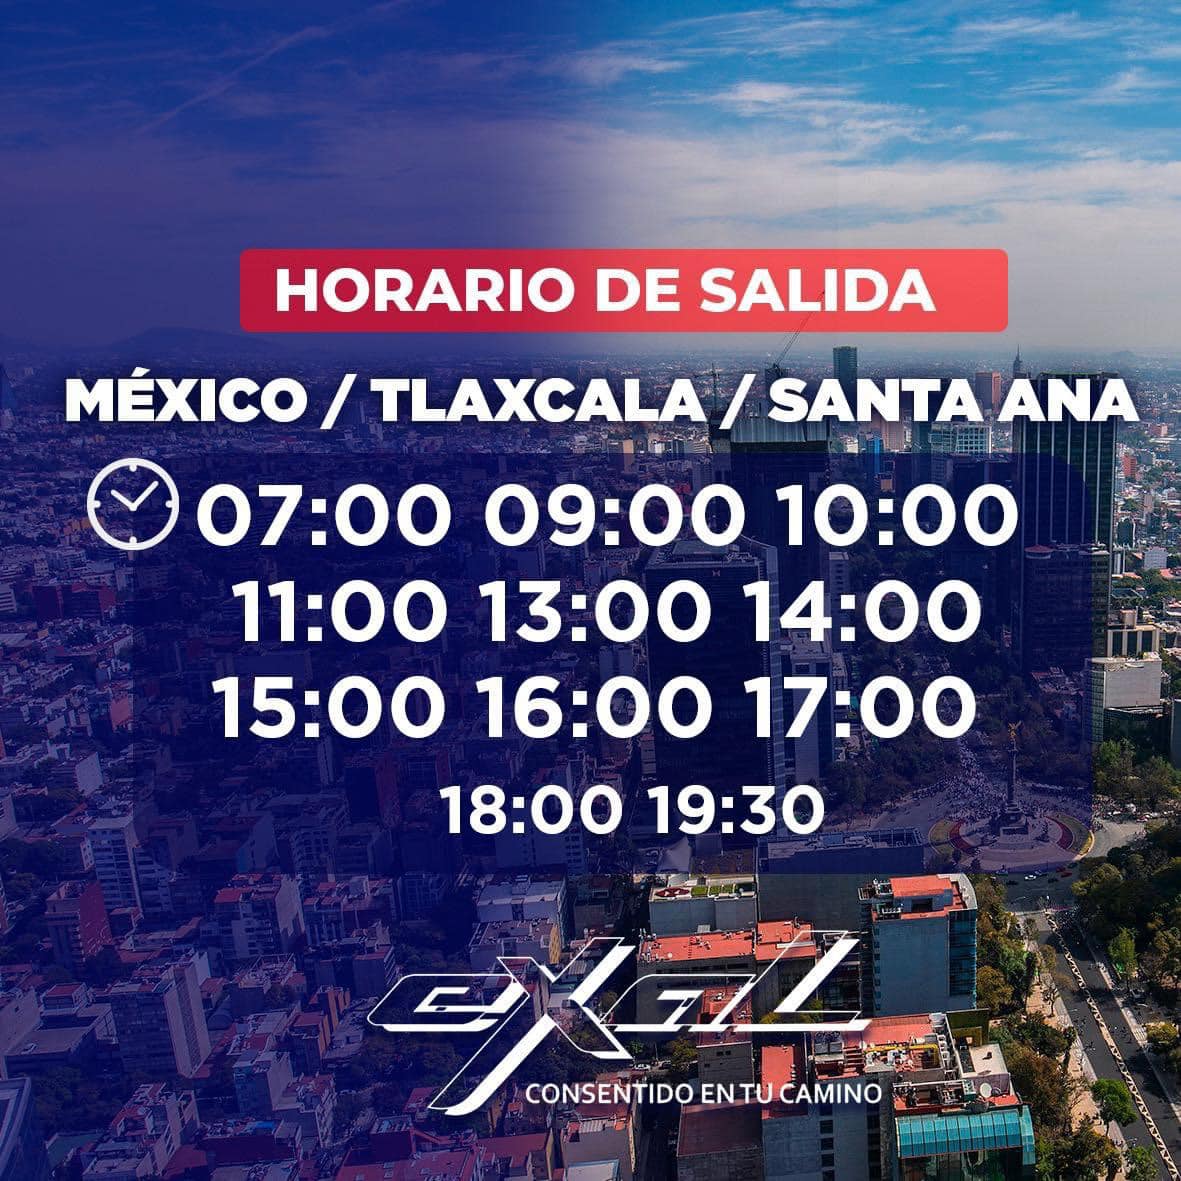 HORARIO DE SALIDA
MÉXICO / TLAXCALA / SANTA ANA
07:00 09:00 10:00
11:00 13:00 14:00
15:00 16:00 17:00
18:00 19:30
exal
CONSENTIDO EN TU CAMINO